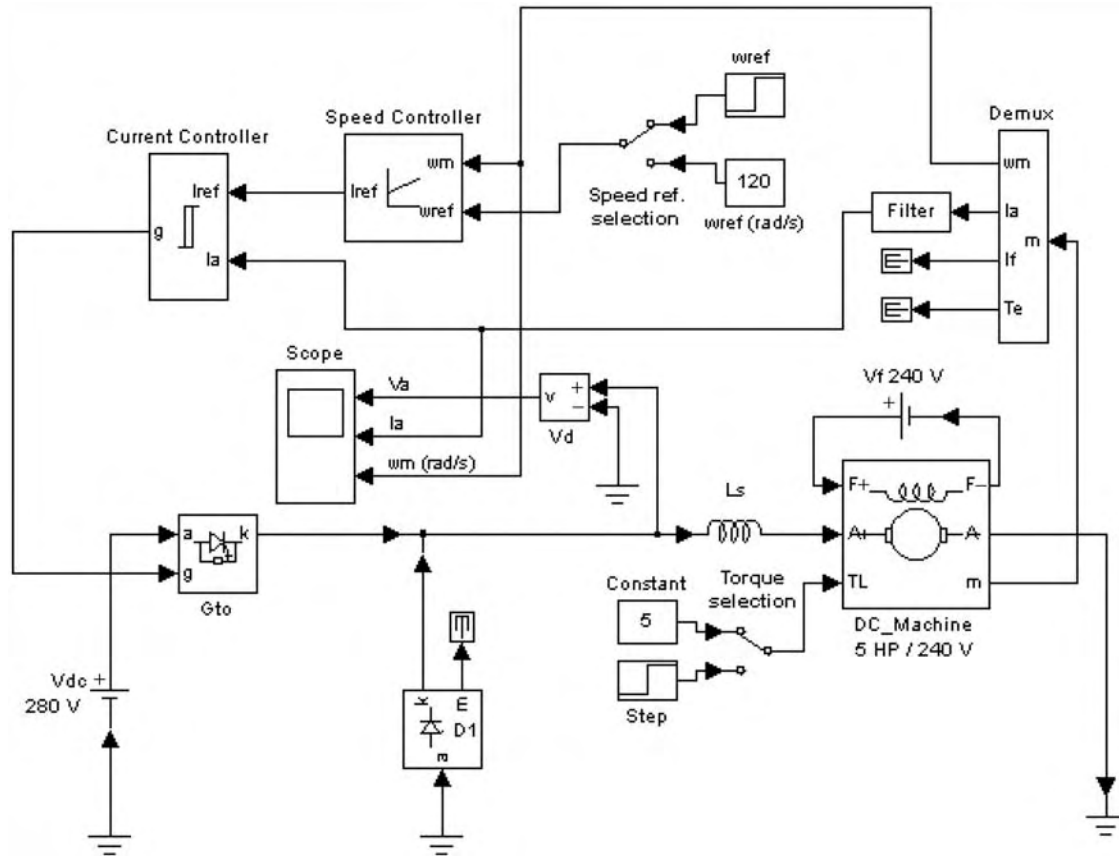 wref
Demux
Speed Controller
Current Controller
wm
wm
Iref
Iref
wref
120
Speed ref.
selection
wref (rad/s)
Filter
Ia
g
Ia
m
If
Te
Scope
Va
v
+
−
Vd
Ia
wm (rad/s)
Vf 240 V
+
F+
F−
Ls
a
k
g
Gto
A+
A-
TL
m
Constant
5
Torque
selection
DC_Machine
5 HP / 240 V
Step
Vdc +
280 V
k
m
D1
a